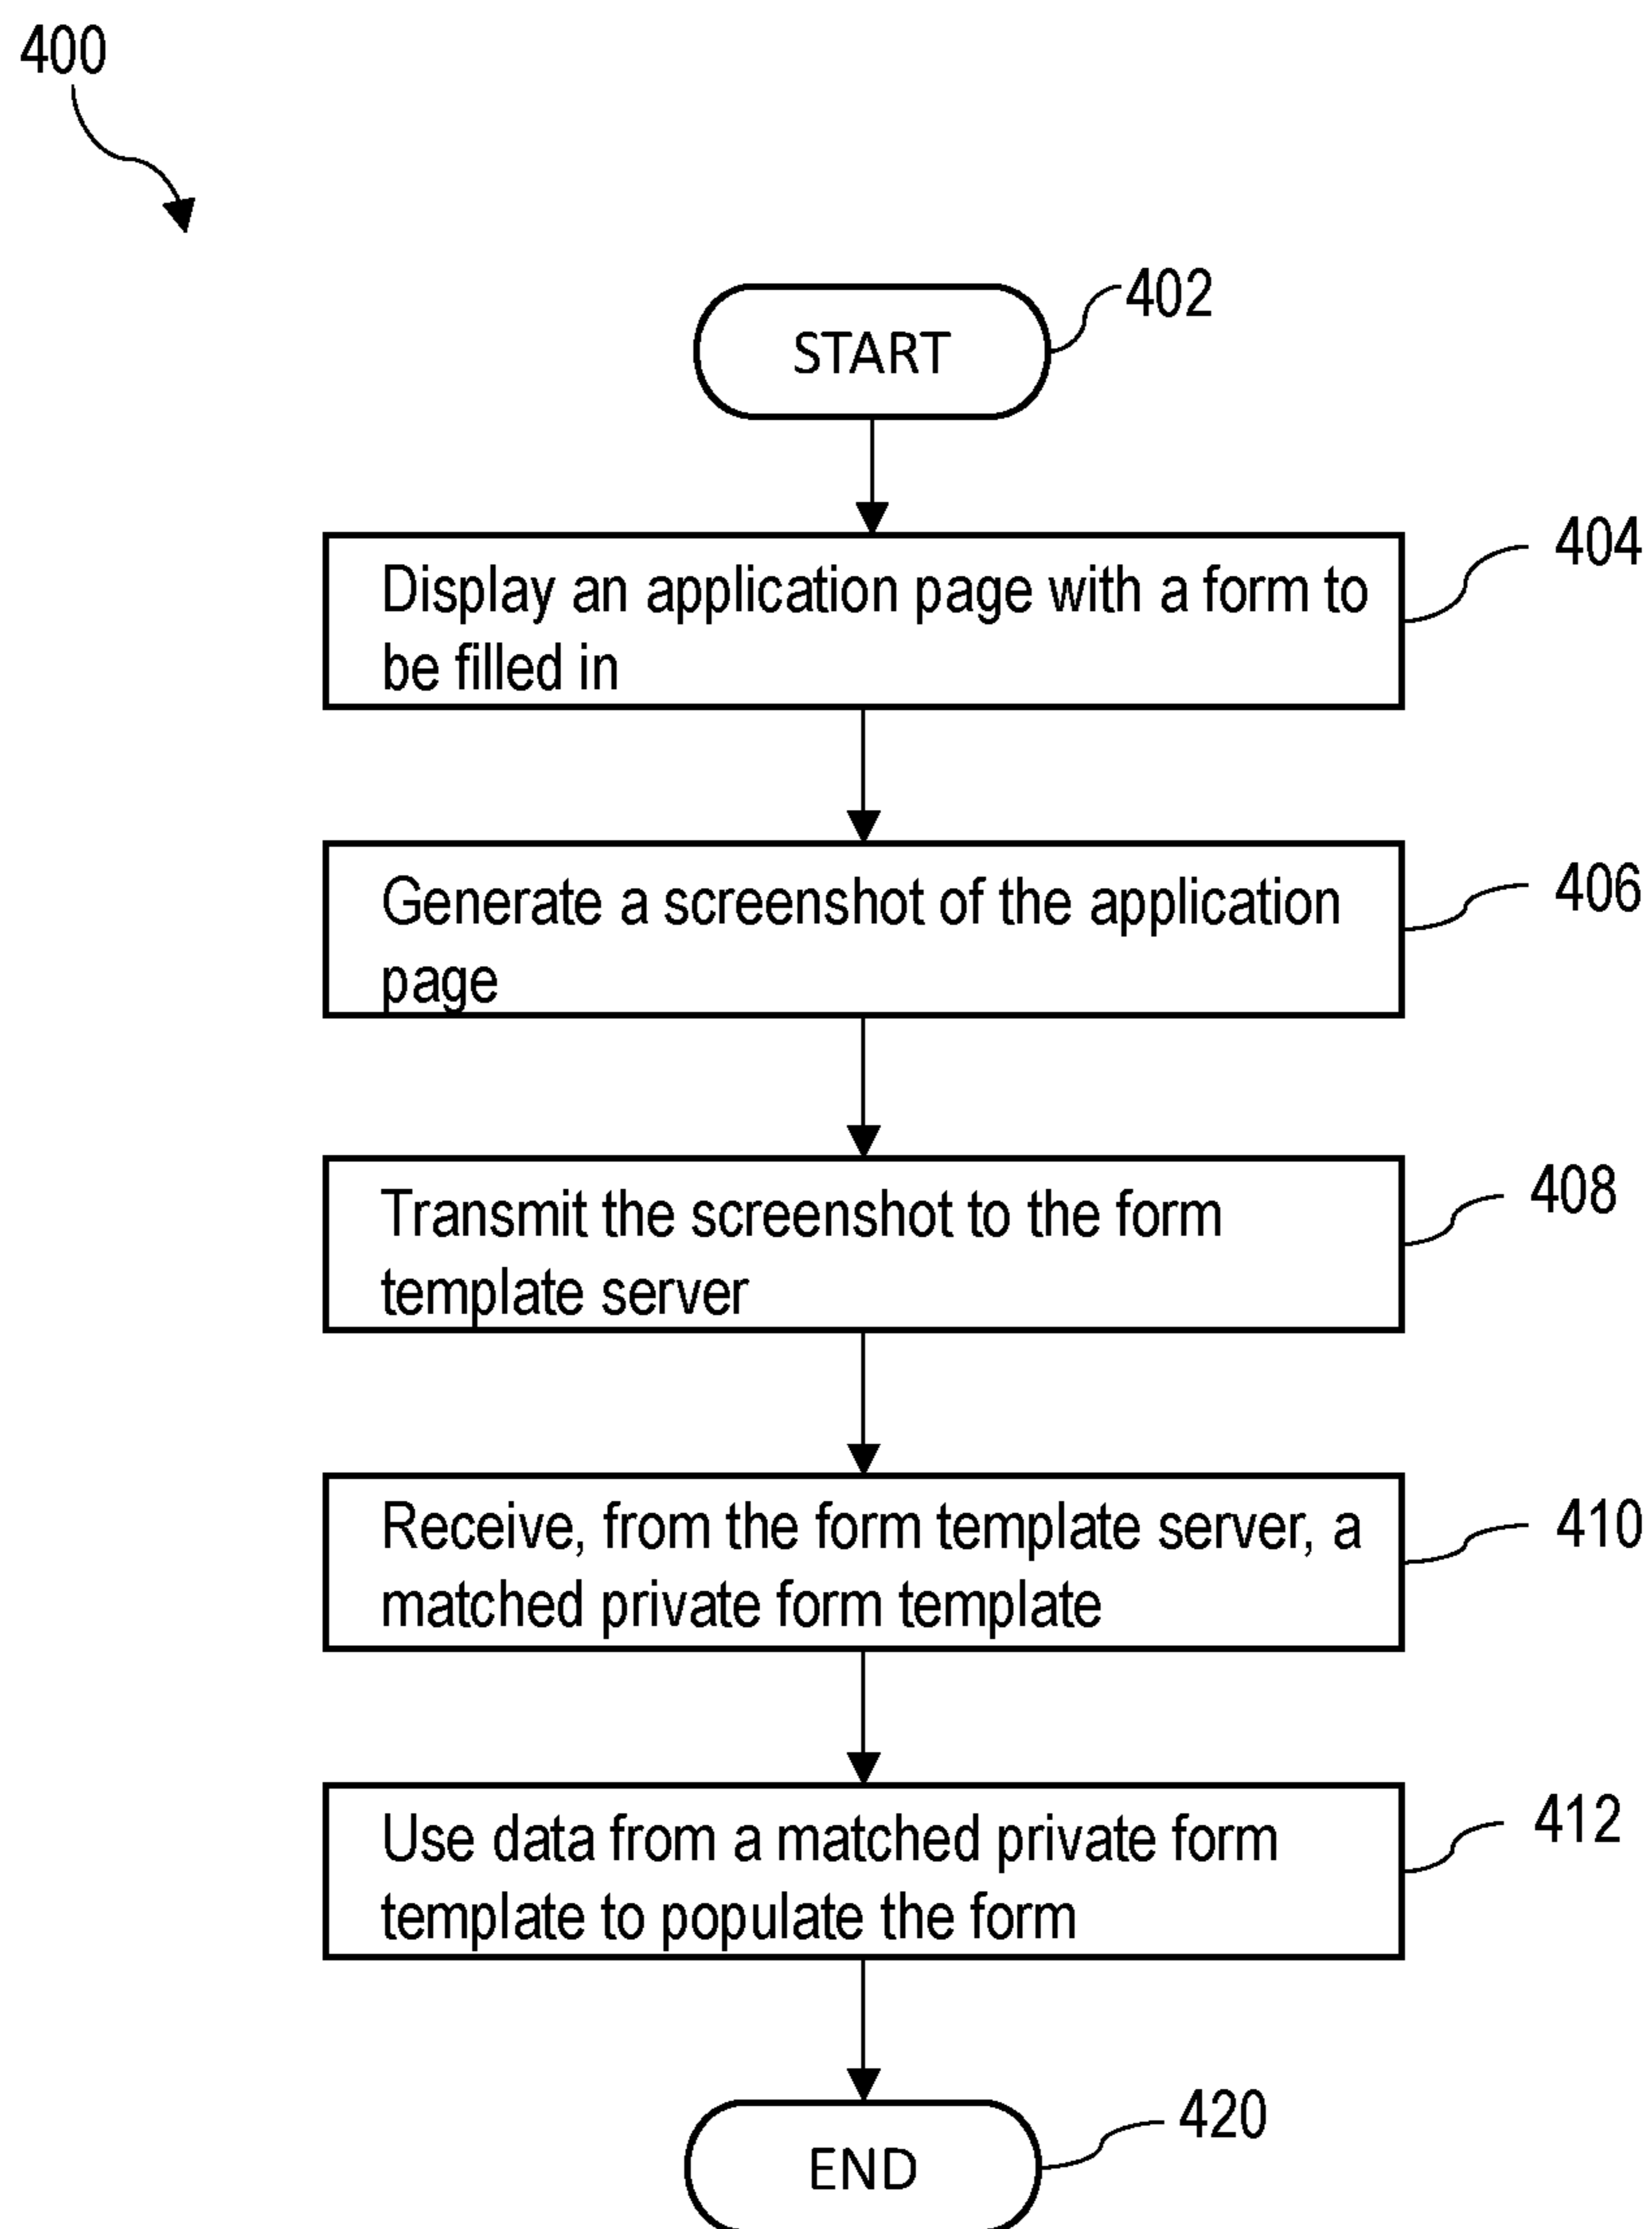 400
402
START
404
Display an application page with a form to
be filled in
406
Generate a screenshot of the application
page
408
Transmit the screenshot to the form
template server
410
Receive, from the form template server, a
matched private form template
412
Use data from a matched private form
template to populate the form
420
END